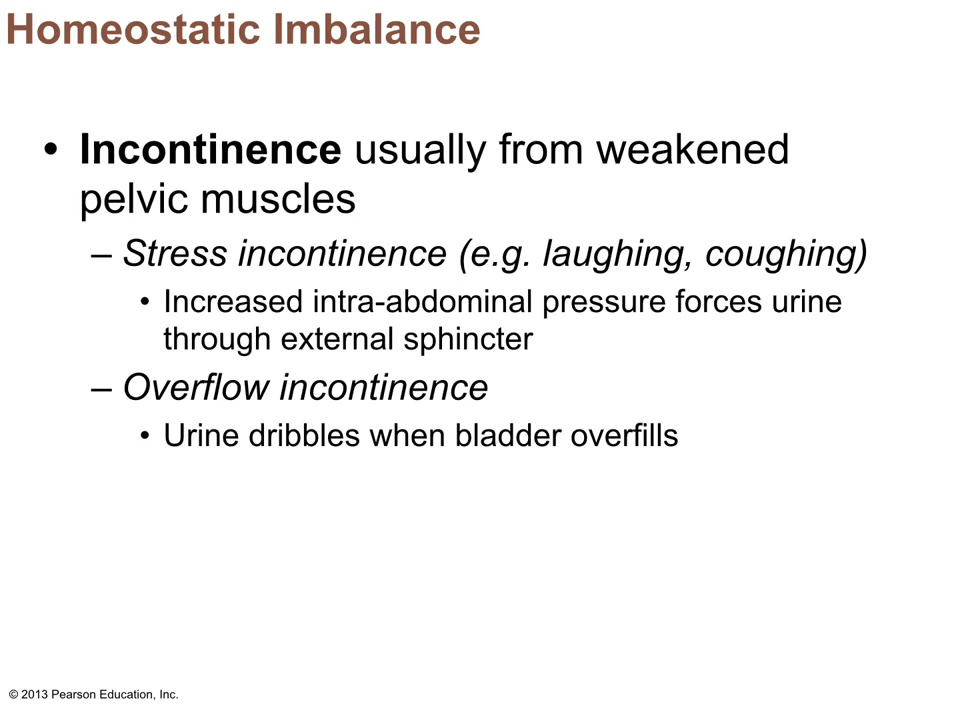 Homeostatic Imbalance
• Incontinence usually from weakened
pelvic muscles
– Stress incontinence (e.g. laughing, coughing)
• Increased intra-abdominal pressure forces urine
through external sphincter
– Overflow incontinence
• Urine dribbles when bladder overfills
© 2013 Pearson Education, Inc.